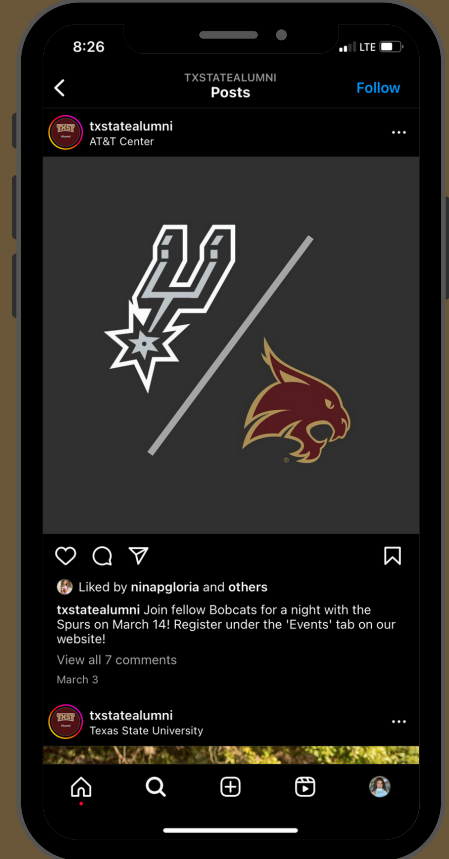 8:26
LTE
TXSTATEALUMNI
Posts
Follow
TXST
txstatealumni
AT&T Center
®
Liked by ninapgloria and others
txstatealumni Join fellow Bobcats for a night with the
Spurs on March 14! Register under the 'Events' tab on our
website!
View all 7 comments
March 3
TXST
txstatealumni
Texas State University